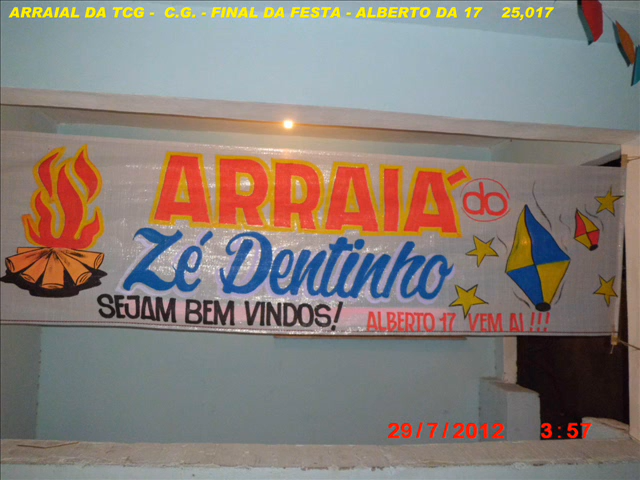 ARRAIAL DA TCG - C.G. - FINAL DA FESTA - ALBERTO DA 17 25,017
ARRAIÁ do
Zé Dentinho
SEJAM BEM VINDOS!
ALBERTO 17 VEM AI!!!
29/7/2012 3:57